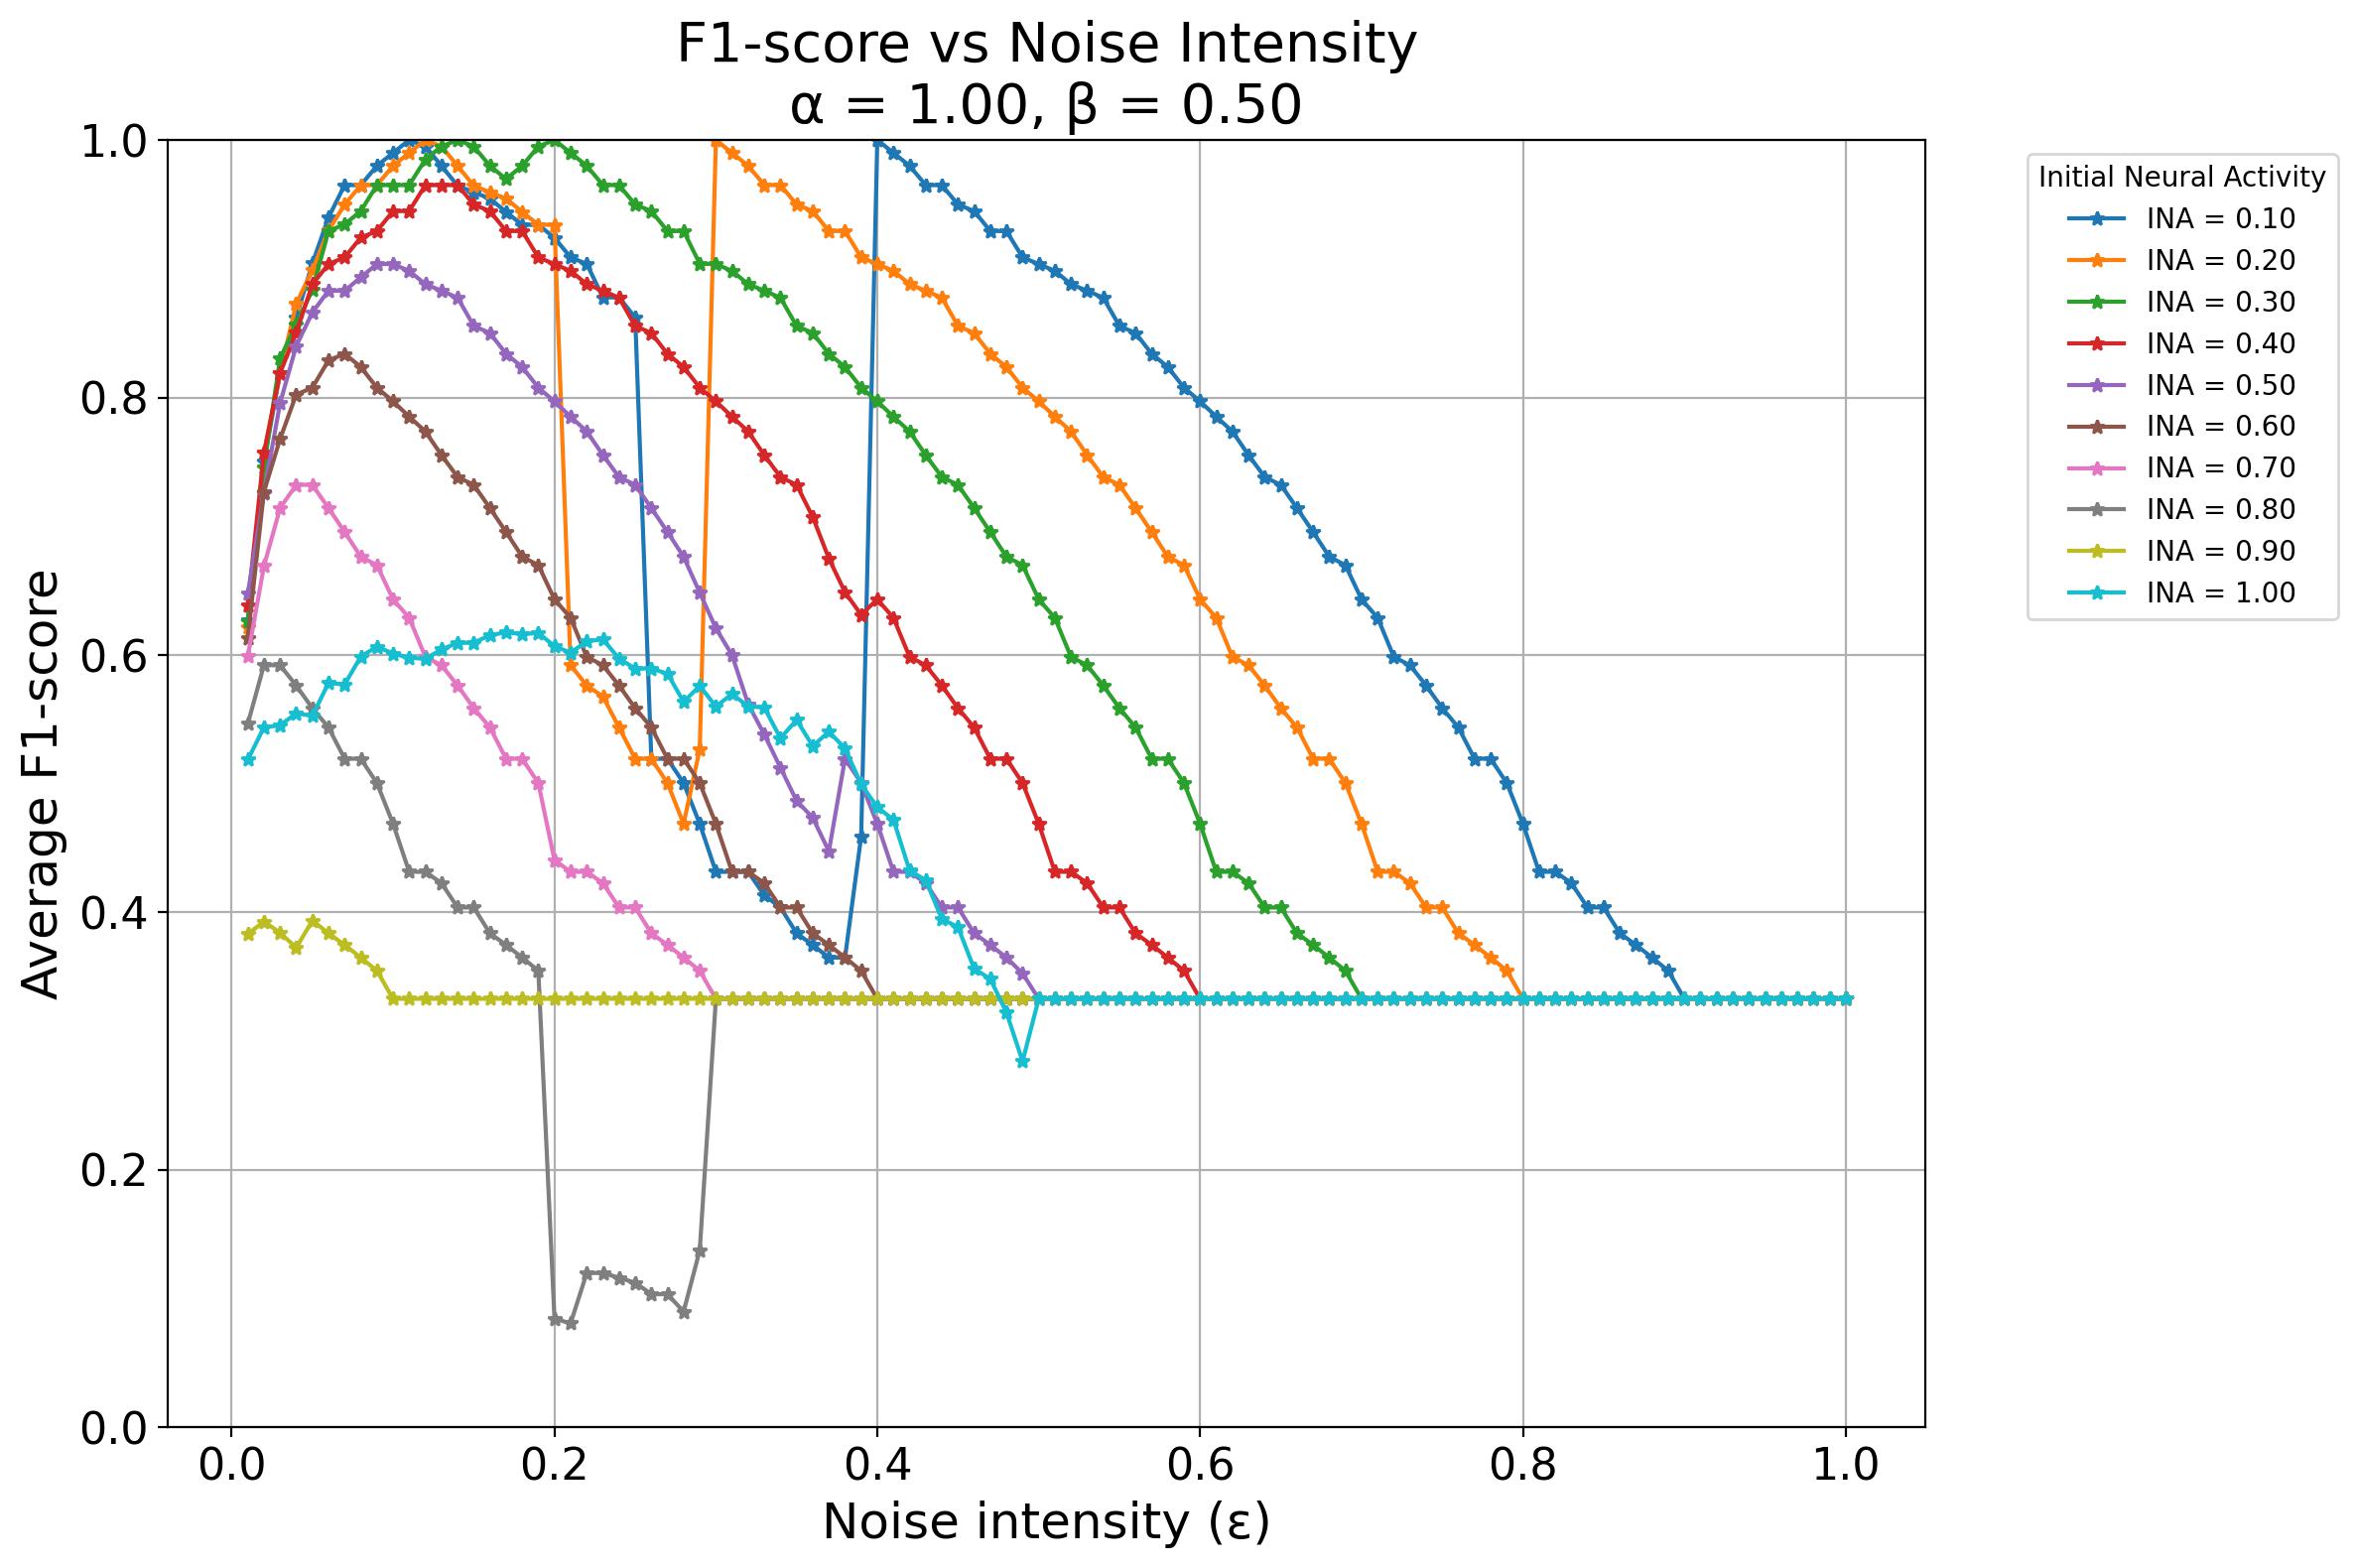 F1-score vs Noise Intensity
α = 1.00, β = 0.50
Average F1-score
1.0
0.8
0.6
0.4
0.2
0.0
0.0 0.2 0.4 0.6 0.8 1.0
Noise intensity (ε)
Initial Neural Activity
INA = 0.10
INA = 0.20
INA = 0.30
INA = 0.40
INA = 0.50
INA = 0.60
INA = 0.70
INA = 0.80
INA = 0.90
INA = 1.00